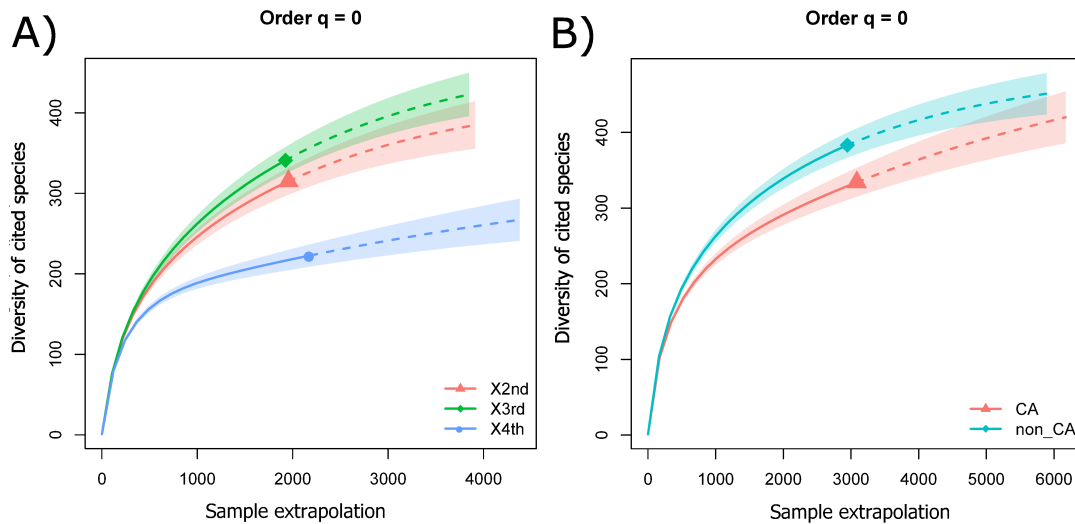 A)
Order q = 0
Diversity of cited species
400
300
200
100
0
X2nd
X3rd
X4th
0 1000 2000 3000 4000
Sample extrapolation
B)
Order q = 0
Diversity of cited species
400
300
200
100
0
CA
non_CA
0 1000 2000 3000 4000 5000 6000
Sample extrapolation